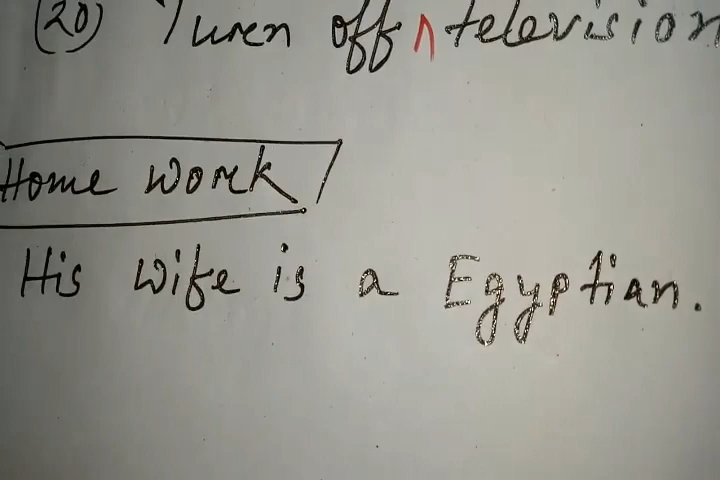 (20) Turen off ∧ television
Home work
His wife is a Egyptian.